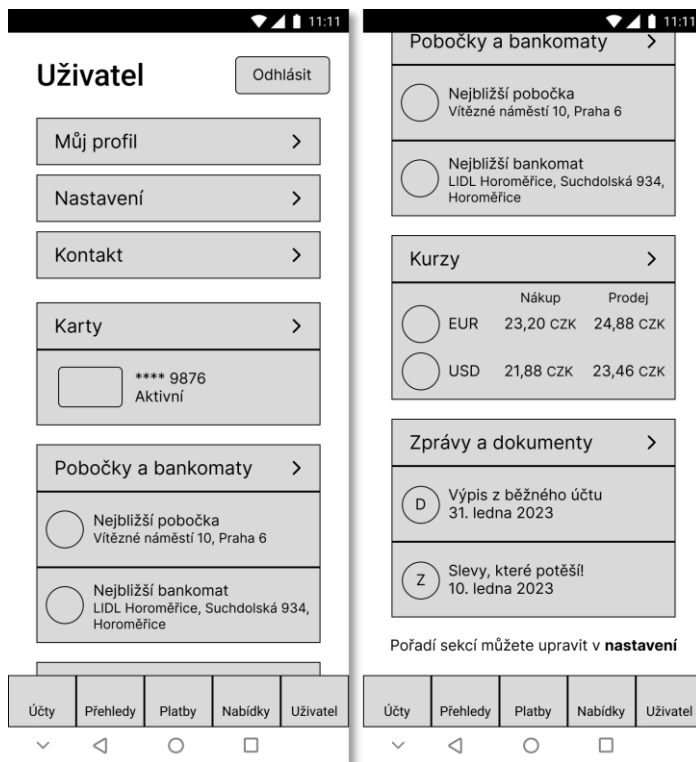 11:11
Uživatel
Odhlásit
Můj profil
Nastavení
Kontakt
Karty
**** 9876
Aktivní
Pobočky a bankomaty
Nejbližší pobočka
Vítězné náměstí 10, Praha 6
Nejbližší bankomat
LIDL Horoměřice, Suchdolská 934,
Horoměřice
Účty Přehledy Platby Nabídky Uživatel
11:11
Pobočky a bankomaty
Nejbližší pobočka
Vítězné náměstí 10, Praha 6
Nejbližší bankomat
LIDL Horoměřice, Suchdolská 934,
Horoměřice
Kurzy
Nákup Prodej
EUR 23,20 CZK 24,88 CZK
USD 21,88 CZK 23,46 CZK
Zprávy a dokumenty
D
Výpis z běžného účtu
31. ledna 2023
Z
Slevy, které potěší!
10. ledna 2023
Pořadí sekcí můžete upravit v nastavení
Účty Přehledy Platby Nabídky Uživatel